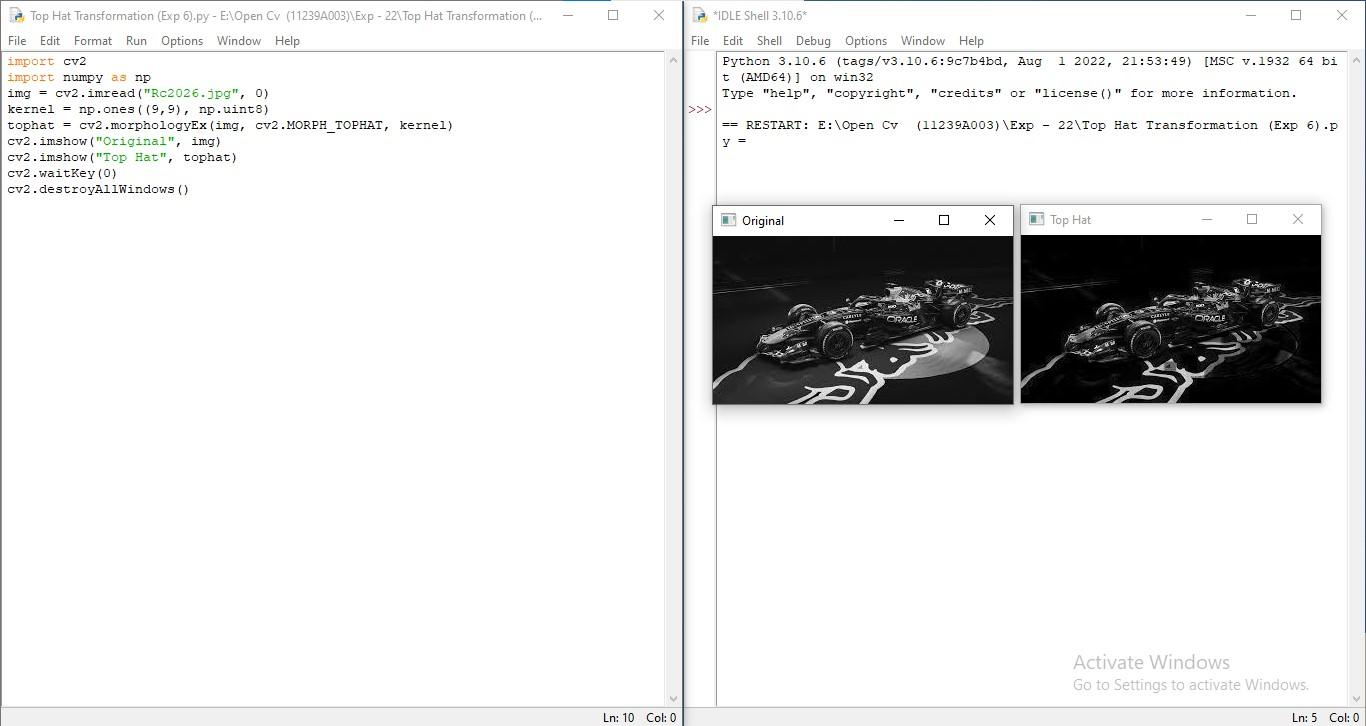 Top Hat Transformation (Exp 6).py - E:\Open Cv (11239A003)\Exp - 22\Top Hat Transformation (...
File Edit Format Run Options Window Help
import cv2
import numpy as np
img = cv2.imread("Rc2026.jpg", 0)
kernel = np.ones((9,9), np.uint8)
tophat = cv2.morphologyEx(img, cv2.MORPH_TOPHAT, kernel)
cv2.imshow("Original", img)
cv2.imshow("Top Hat", tophat)
cv2.waitKey(0)
cv2.destroyAllWindows()
Ln: 10 Col: 0
*IDLE Shell 3.10.6*
File Edit Shell Debug Options Window Help
Python 3.10.6 (tags/v3.10.6:9c7b4bd, Aug  1 2022, 21:53:49) [MSC v.1932 64 bi
t (AMD64)] on win32
Type "help", "copyright", "credits" or "license()" for more information.
>>>
== RESTART: E:\Open Cv  (11239A003)\Exp - 22\Top Hat Transformation (Exp 6).p
y =
Original
ORACLE
Top Hat
ORACLE
Activate Windows
Go to Settings to activate Windows.
Ln: 5 Col: 0